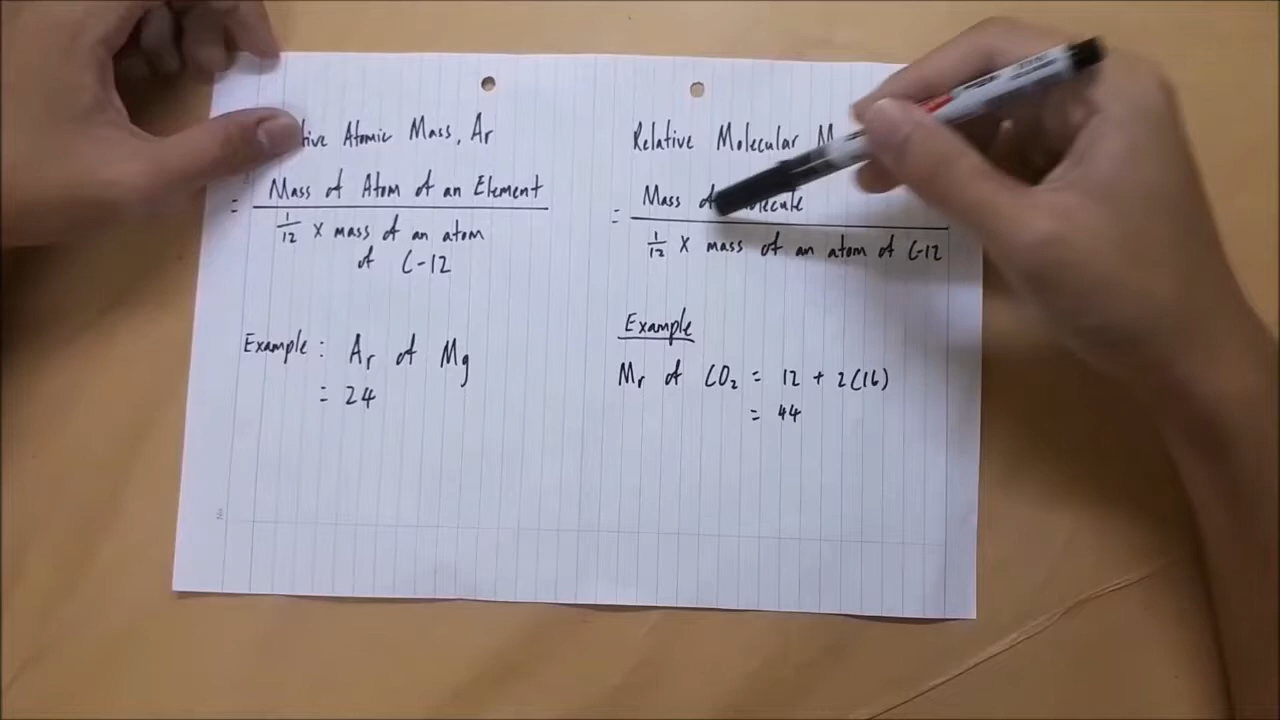 Atomic Mass, Ar
= Mass of Atom of an Element
1/12 x mass of an atom
of C-12
Example: Ar of Mg
= 24
Relative Molecular
= Mass
1/12 x mass of an atom of C-12
Example
Mr of CO₂ = 12 + 2(16)
= 44